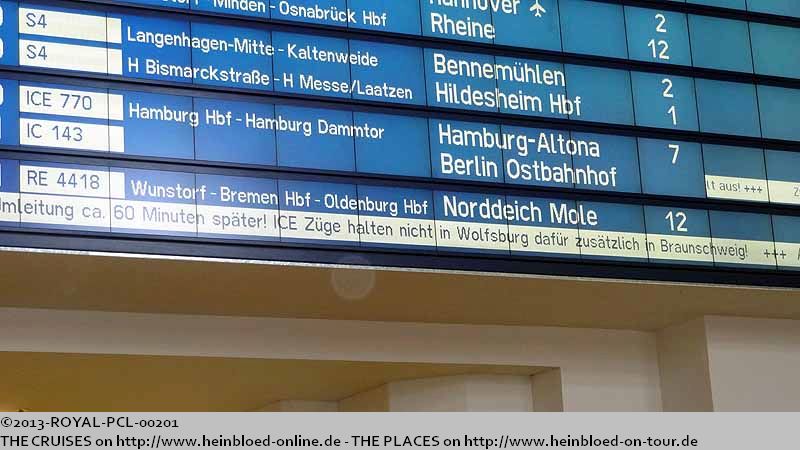 Minden - Osnabrück Hbf Hannover
Rheine 2
S4 Langenhagen-Mitte - Kaltenweide Bennemühlen 12
S4 H Bismarckstraße - H Messe/Laatzen Hildesheim Hbf 2
1
ICE 770 Hamburg Hbf - Hamburg Dammtor Hamburg-Altona 7
IC 143 Berlin Ostbahnhof lt aus! +++
RE 4418 Wunstorf - Bremen Hbf - Oldenburg Hbf Norddeich Mole 12
Umleitung ca. 60 Minuten später! ICE Züge halten nicht in Wolfsburg dafür zusätzlich in Braunschweig! +++
©2013-ROYAL-PCL-00201
THE CRUISES on http://www.heinbloed-online.de - THE PLACES on http://www.heinbloed-on-tour.de